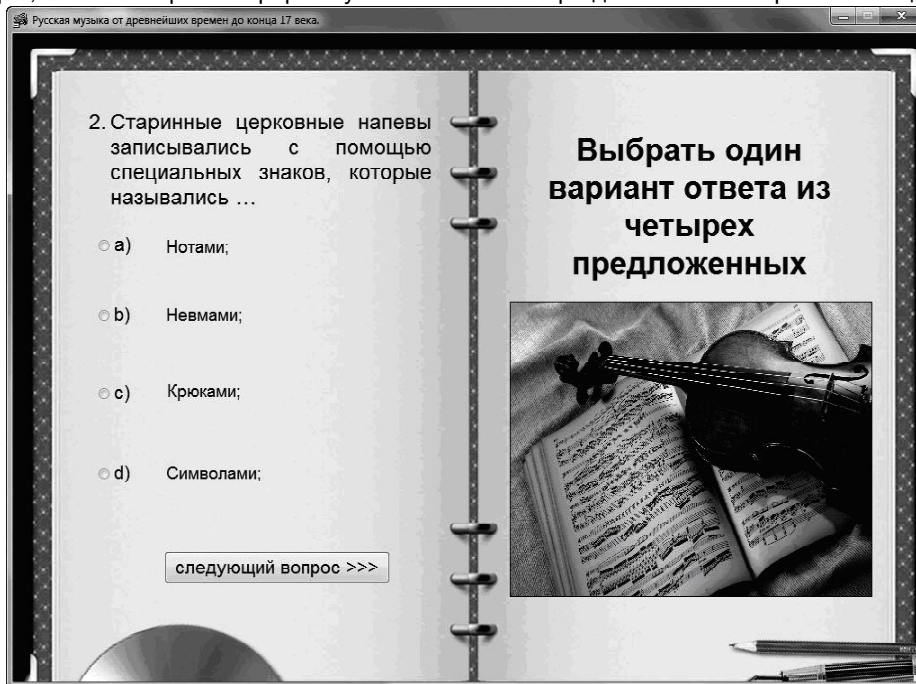 Русская музыка от древнейших времен до конца 17 века.
2. Старинные церковные напевы
записывались с помощью
специальных знаков, которые
назывались …
a) Нотами;
b) Невмами;
c) Крюками;
d) Символами;
следующий вопрос >>>
Выбрать один
вариант ответа из
четырех
предложенных